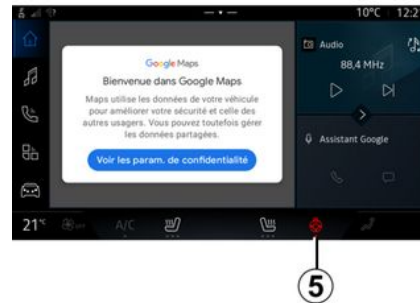 10°C 12:2
Google Maps
Bienvenue dans Google Maps
Maps utilise les données de votre véhicule
pour améliorer votre sécurité et celle des
autres usagers. Vous pouvez toutefois gérer
les données partagées.
Voir les param. de confidentialité
Audio
88,4 MHz
Assistant Google
21°C
OFF
A/C
5